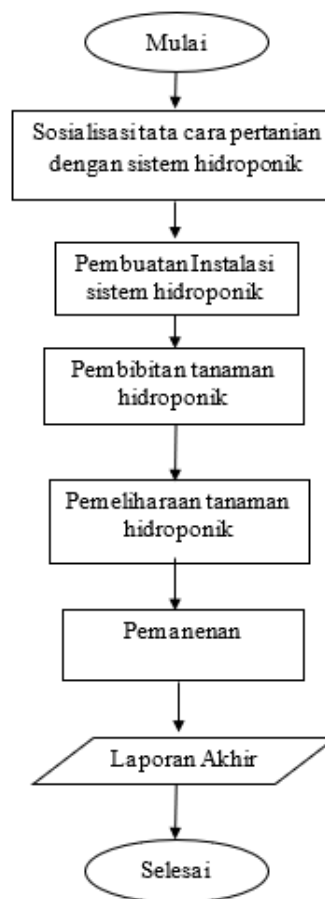 Mulai
Sosialisasi tata cara pertanian
dengan sistem hidroponik
Pembuatan Instalasi
sistem hidroponik
Pembibitan tanaman
hidroponik
Pemeliharaan tanaman
hidroponik
Pemanenan
Laporan Akhir
Selesai